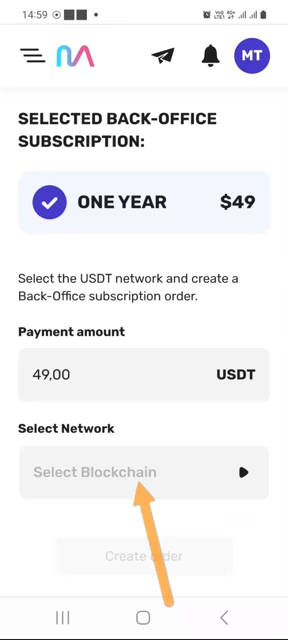 14:59
MT
SELECTED BACK-OFFICE
SUBSCRIPTION:
ONE YEAR $49
Select the USDT network and create a
Back-Office subscription order.
Payment amount
49,00 USDT
Select Network
Select Blockchain
Create order